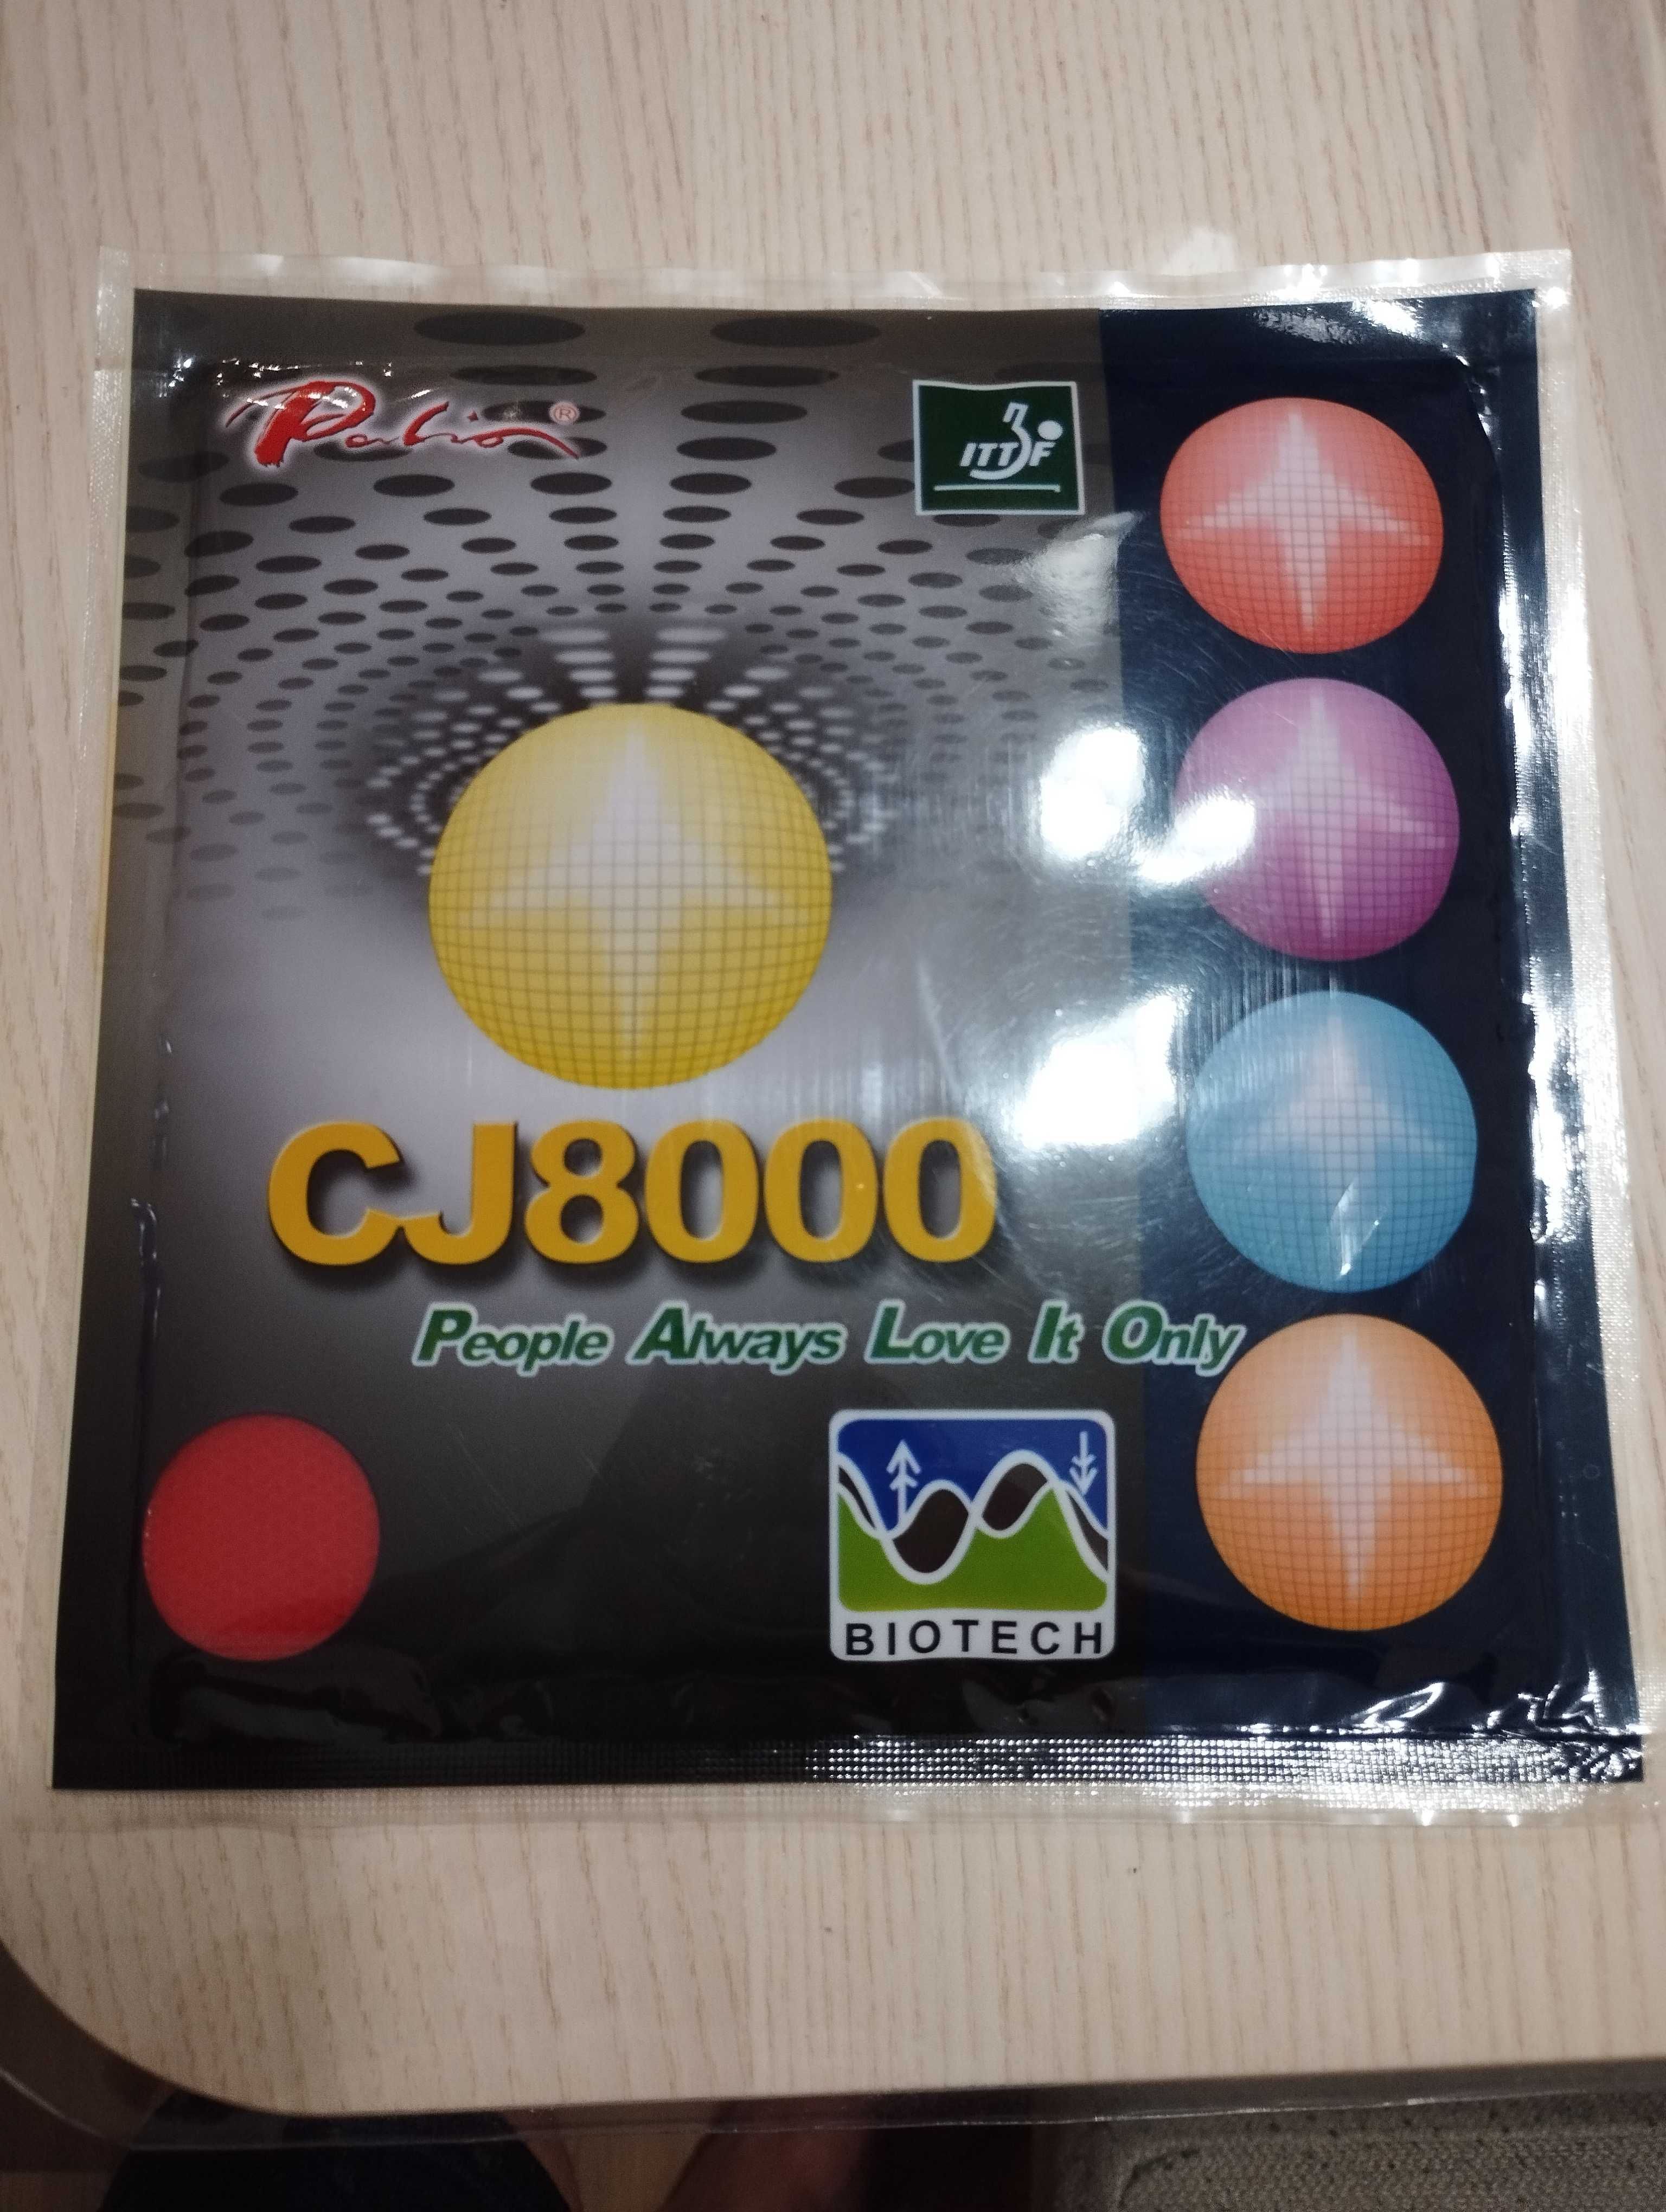 Palio®
ITTF
CJ8000
People Always Love It Only
BIOTECH